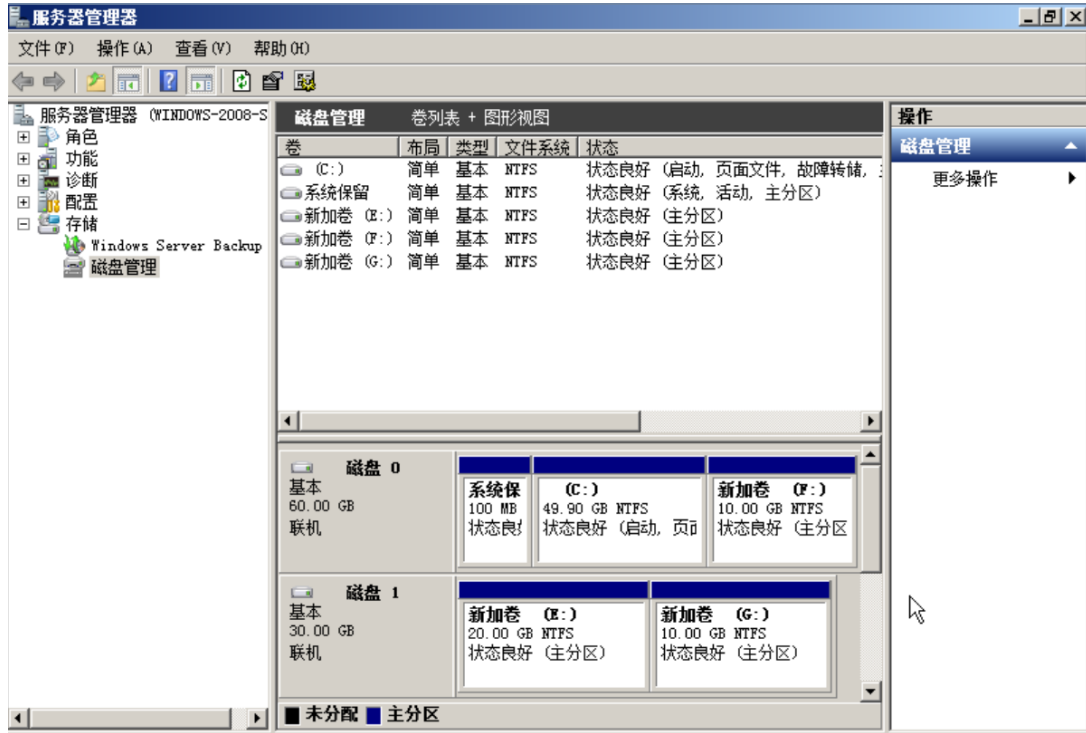 服务器管理器
文件(F) 操作(A) 查看(V) 帮助(H)
服务器管理器 (WINDOWS-2008-S
角色
功能
诊断
配置
存储
Windows Server Backup
磁盘管理
磁盘管理 卷列表 + 图形视图
卷 布局 类型 文件系统 状态
(C:) 简单 基本 NTFS 状态良好 (启动, 页面文件, 故障转储,
系统保留 简单 基本 NTFS 状态良好 (系统, 活动, 主分区)
新加卷 (E:) 简单 基本 NTFS 状态良好 (主分区)
新加卷 (F:) 简单 基本 NTFS 状态良好 (主分区)
新加卷 (G:) 简单 基本 NTFS 状态良好 (主分区)
磁盘 0
基本
60.00 GB
联机
系统保
100 MB
状态良
(C:)
49.90 GB NTFS
状态良好 (启动, 页
新加卷 (F:)
10.00 GB NTFS
状态良好 (主分区
磁盘 1
基本
30.00 GB
联机
新加卷 (E:)
20.00 GB NTFS
状态良好 (主分区)
新加卷 (G:)
10.00 GB NTFS
状态良好 (主分区)
未分配 主分区
操作
磁盘管理
更多操作